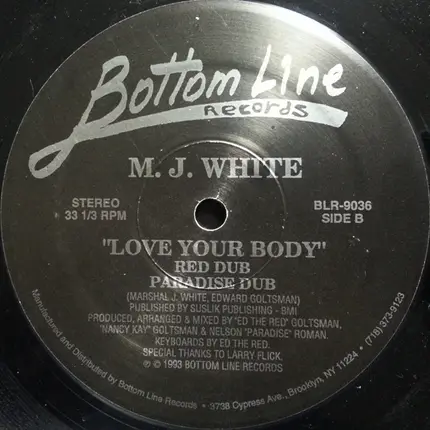 Bottom Line
Records
M. J. WHITE
STEREO
33 1/3 RPM
BLR-9036
SIDE B
"LOVE YOUR BODY"
RED DUB
PARADISE DUB
(MARSHAL J. WHITE, EDWARD GOLTSMAN)
PUBLISHED BY SUSLIK PUBLISHING - BMI
PRODUCED, ARRANGED & MIXED BY "ED THE RED" GOLTSMAN,
"NANCY KAY" GOLTSMAN & NELSON "PARADISE" ROMAN.
KEYBOARDS BY ED THE RED.
SPECIAL THANKS TO LARRY FLICK.
℗ © 1993 BOTTOM LINE RECORDS
Manufactured and Distributed by Bottom Line Records • 3738 Cypress Ave., Brooklyn, NY 11224 • (718) 373-9123